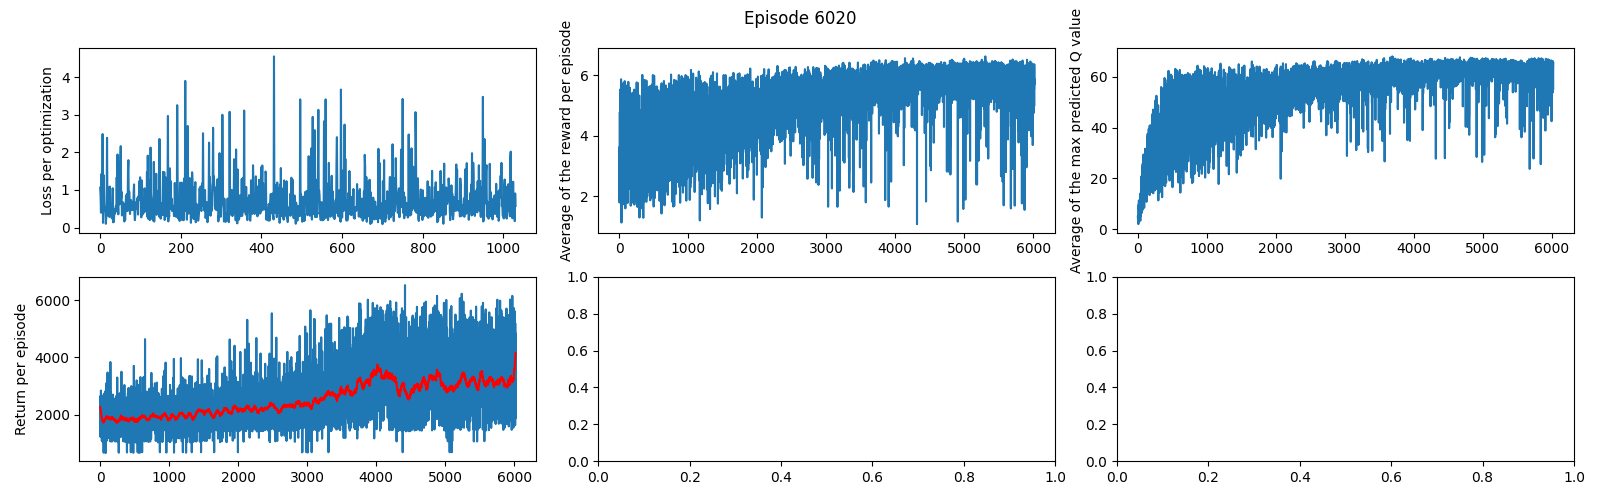 Episode 6020
Loss per optimization
4
3
2
1
0
0 200 400 600 800 1000
Average of the reward per episode
6
4
2
0 1000 2000 3000 4000 5000 6000
Average of the max predicted Q value
60
40
20
0
0 1000 2000 3000 4000 5000 6000
Return per episode
6000
4000
2000
0 1000 2000 3000 4000 5000 6000
1.0
0.8
0.6
0.4
0.2
0.0
0.0 0.2 0.4 0.6 0.8 1.0
1.0
0.8
0.6
0.4
0.2
0.0
0.0 0.2 0.4 0.6 0.8 1.0